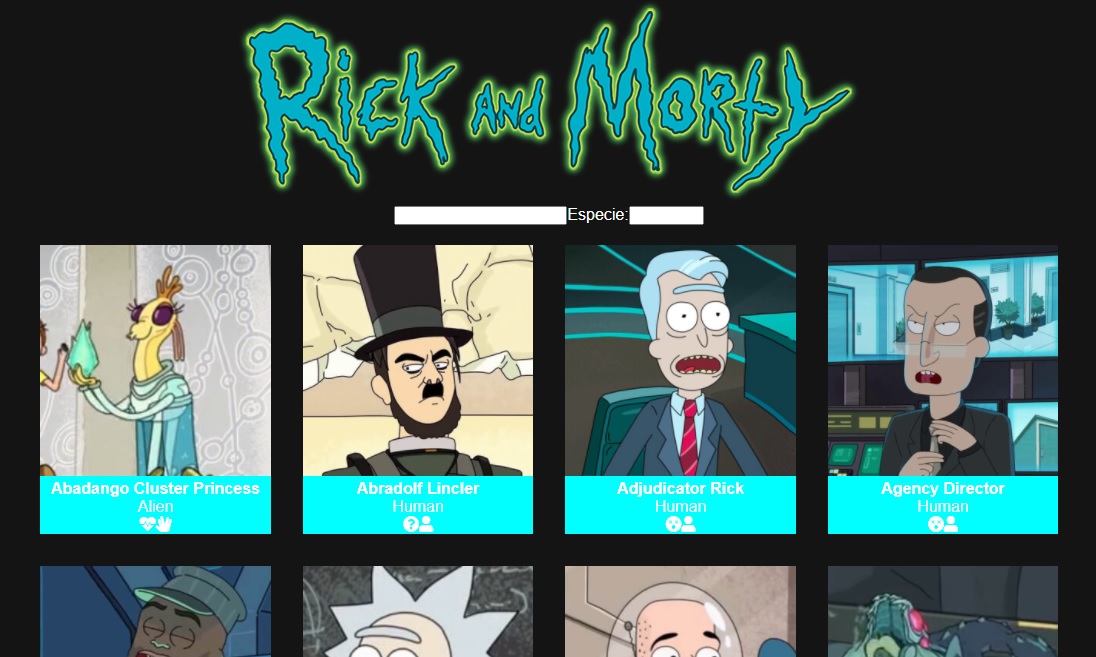 Rick and Morty
Especie:
Abadango Cluster Princess
Alien
Abradolf Lincler
Human
Adjudicator Rick
Human
Agency Director
Human